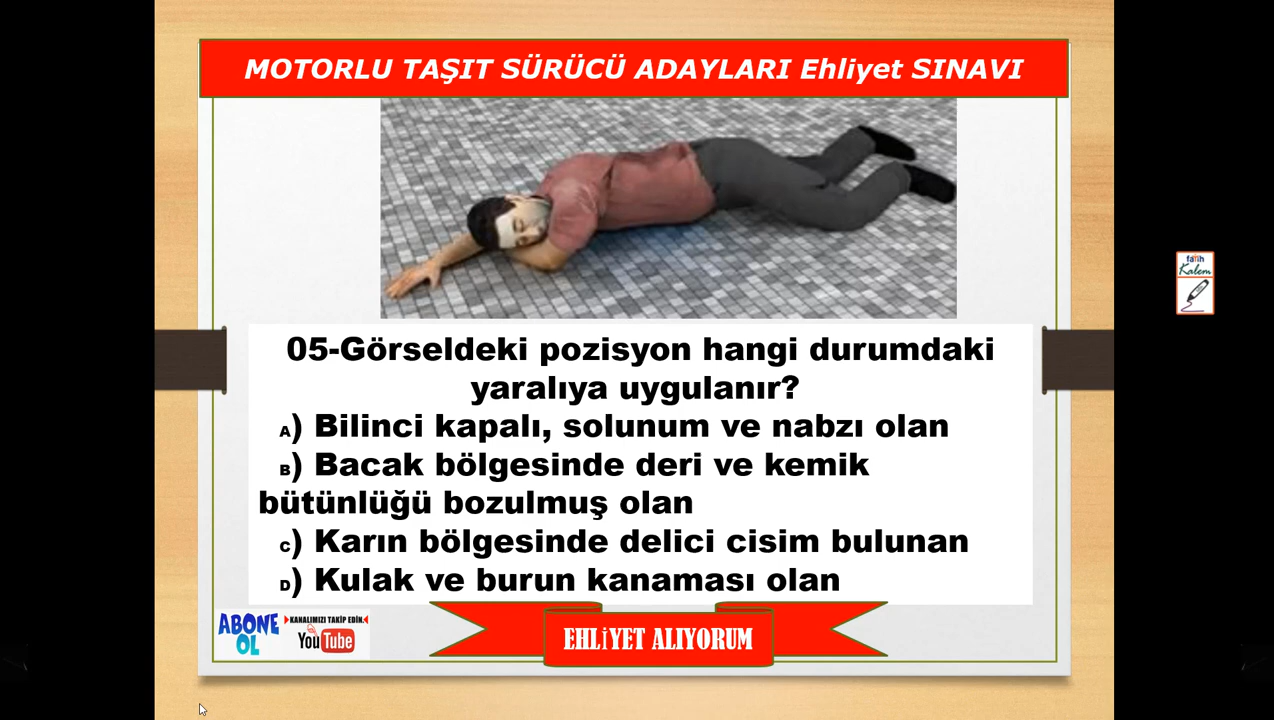 MOTORLU TAŞIT SÜRÜCÜ ADAYLARI Ehliyet SINAVI
fatih
Kalem
05-Görseldeki pozisyon hangi durumdaki
yaralıya uygulanır?
A) Bilinci kapalı, solunum ve nabzı olan
B) Bacak bölgesinde deri ve kemik
bütünlüğü bozulmuş olan
C) Karın bölgesinde delici cisim bulunan
D) Kulak ve burun kanaması olan
ABONE
OL
KANALIMIZI TAKİP EDİN.
YouTube
EHLİYET ALIYORUM